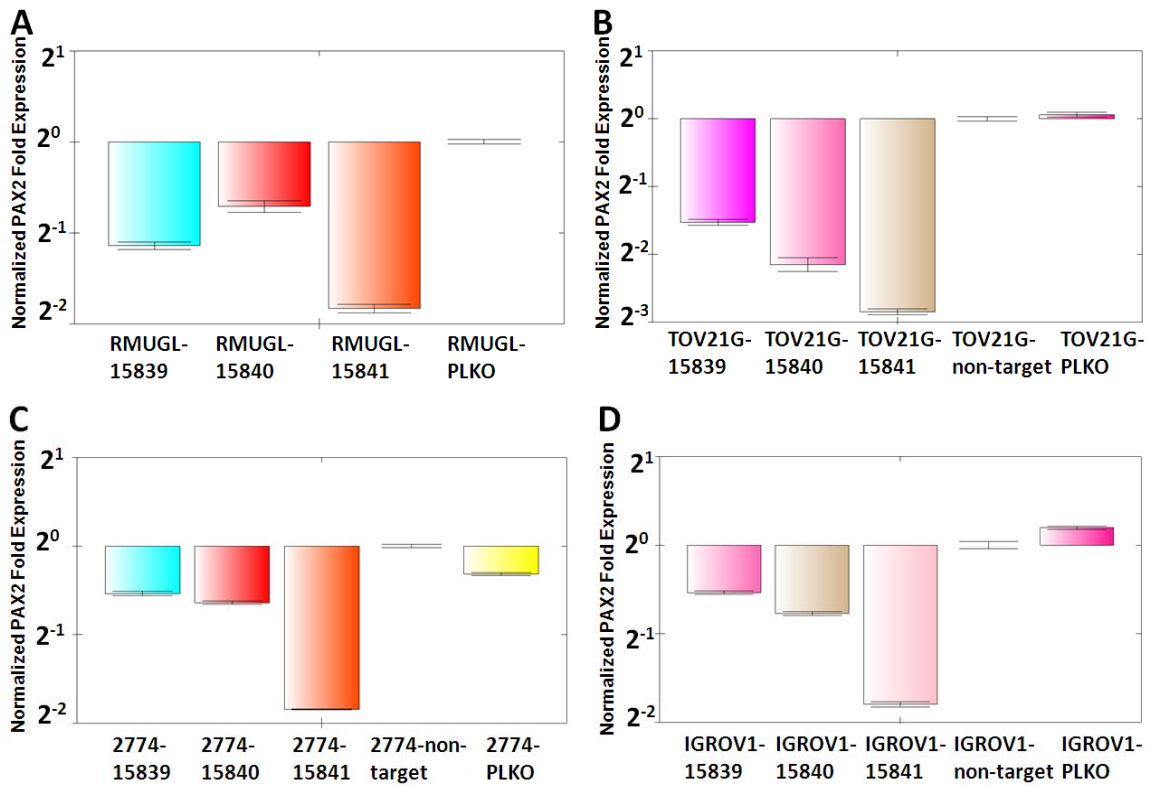 A
Normalized PAX2 Fold Expression
2^1
2^0
2^-1
2^-2
RMUGL-15839
RMUGL-15840
RMUGL-15841
RMUGL-PLKO
B
Normalized PAX2 Fold Expression
2^1
2^0
2^-1
2^-2
2^-3
TOV21G-15839
TOV21G-15840
TOV21G-15841
TOV21G-non-target
TOV21G-PLKO
C
Normalized PAX2 Fold Expression
2^1
2^0
2^-1
2^-2
2774-15839
2774-15840
2774-15841
2774-non-target
2774-PLKO
D
Normalized PAX2 Fold Expression
2^1
2^0
2^-1
2^-2
IGROV1-15839
IGROV1-15840
IGROV1-15841
IGROV1-non-target
IGROV1-PLKO